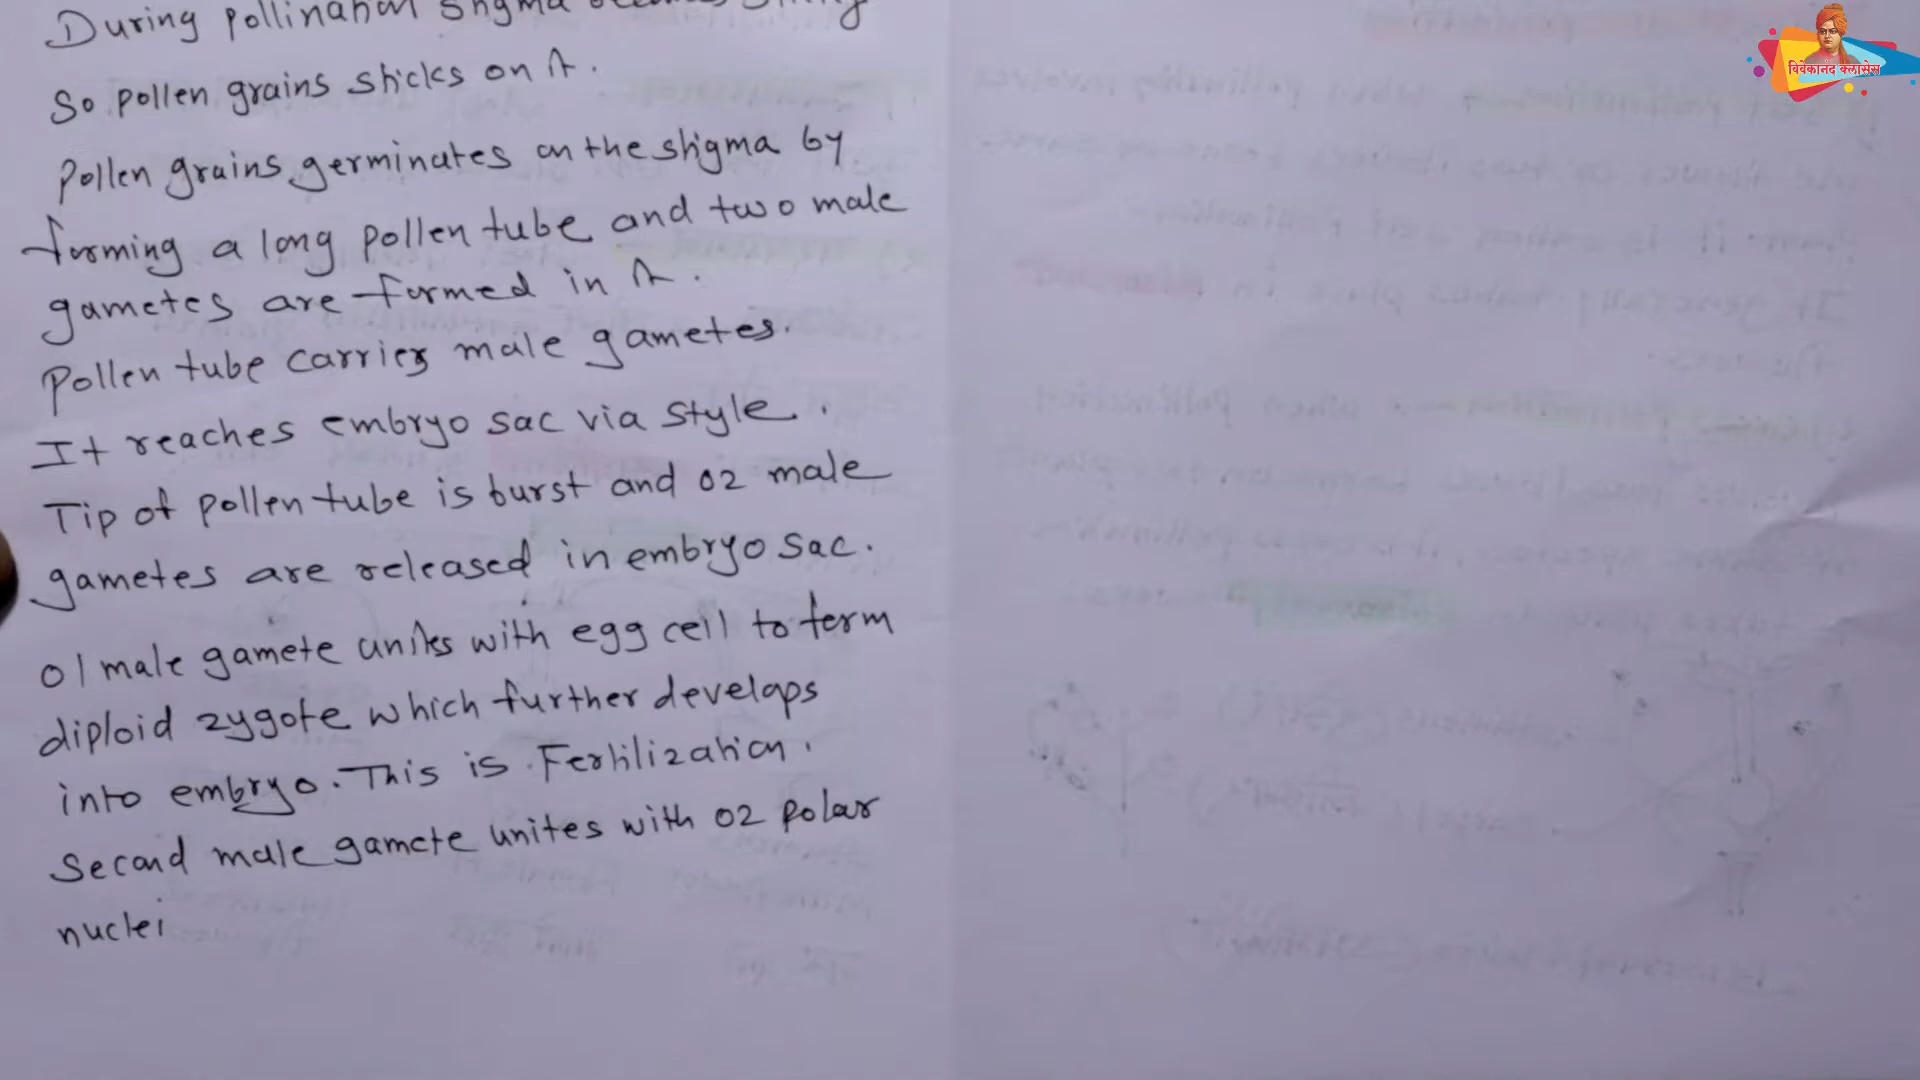 During pollination stigma becomes sticky
So pollen grains sticks on it.
Pollen grains germinates on the stigma by
forming a long pollen tube and two male
gametes are formed in it.
Pollen tube carries male gametes.
It reaches embryo sac via style.
Tip of pollen tube is burst and 02 male
gametes are released in embryo sac.
01 male gamete unites with egg cell to form
diploid zygote which further develops
into embryo. This is Fertilization.
Second male gamete unites with 02 polar
nuclei
विवेकानंद क्लासेस